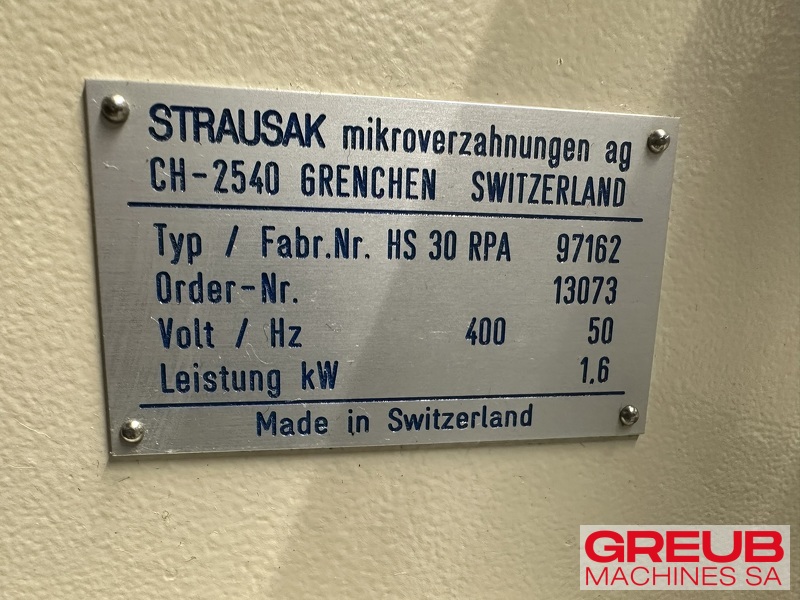 STRAUSAK mikroverzahnungen ag
CH-2540 GRENCHEN SWITZERLAND
Typ / Fabr.Nr. HS 30 RPA 97162
Order-Nr. 13073
Volt / Hz 400 50
Leistung kW 1.6
Made in Switzerland
GREUB
MACHINES SA